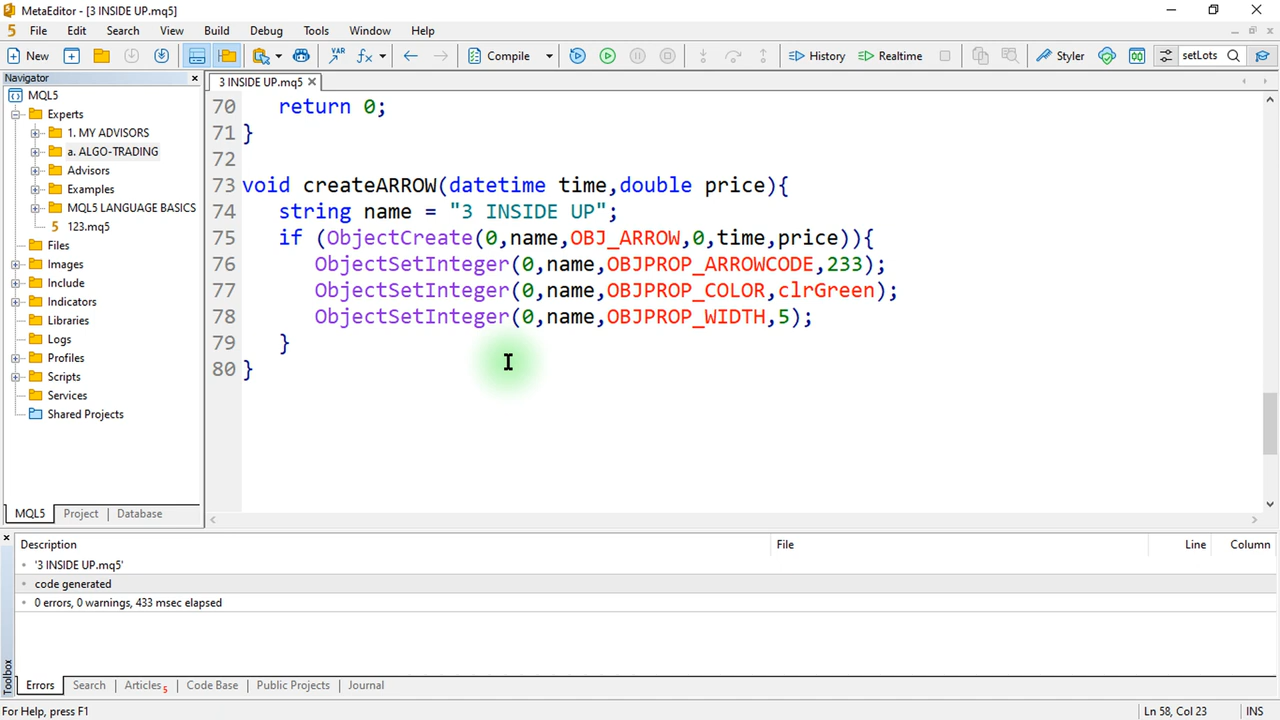 MetaEditor - [3 INSIDE UP.mq5]
5 File Edit Search View Build Debug Tools Window Help
New VAR fx Compile History Realtime Styler setLots
Navigator
3 INSIDE UP.mq5
MQL5
Experts
1. MY ADVISORS
a. ALGO-TRADING
Advisors
Examples
MQL5 LANGUAGE BASICS
5 123.mq5
Files
Images
Include
Indicators
Libraries
Logs
Profiles
Scripts
Services
Shared Projects
MQL5 Project Database
70 return 0;
71 }
72
73 void createARROW(datetime time,double price){
74 string name = "3 INSIDE UP";
75 if (ObjectCreate(0,name,OBJ_ARROW,0,time,price)){
76 ObjectSetInteger(0,name,OBJPROP_ARROWCODE,233);
77 ObjectSetInteger(0,name,OBJPROP_COLOR,clrGreen);
78 ObjectSetInteger(0,name,OBJPROP_WIDTH,5);
79 }
80 }
Description File Line Column
'3 INSIDE UP.mq5'
code generated
0 errors, 0 warnings, 433 msec elapsed
Toolbox
Errors Search Articles 5 Code Base Public Projects Journal
For Help, press F1 Ln 58, Col 23 INS